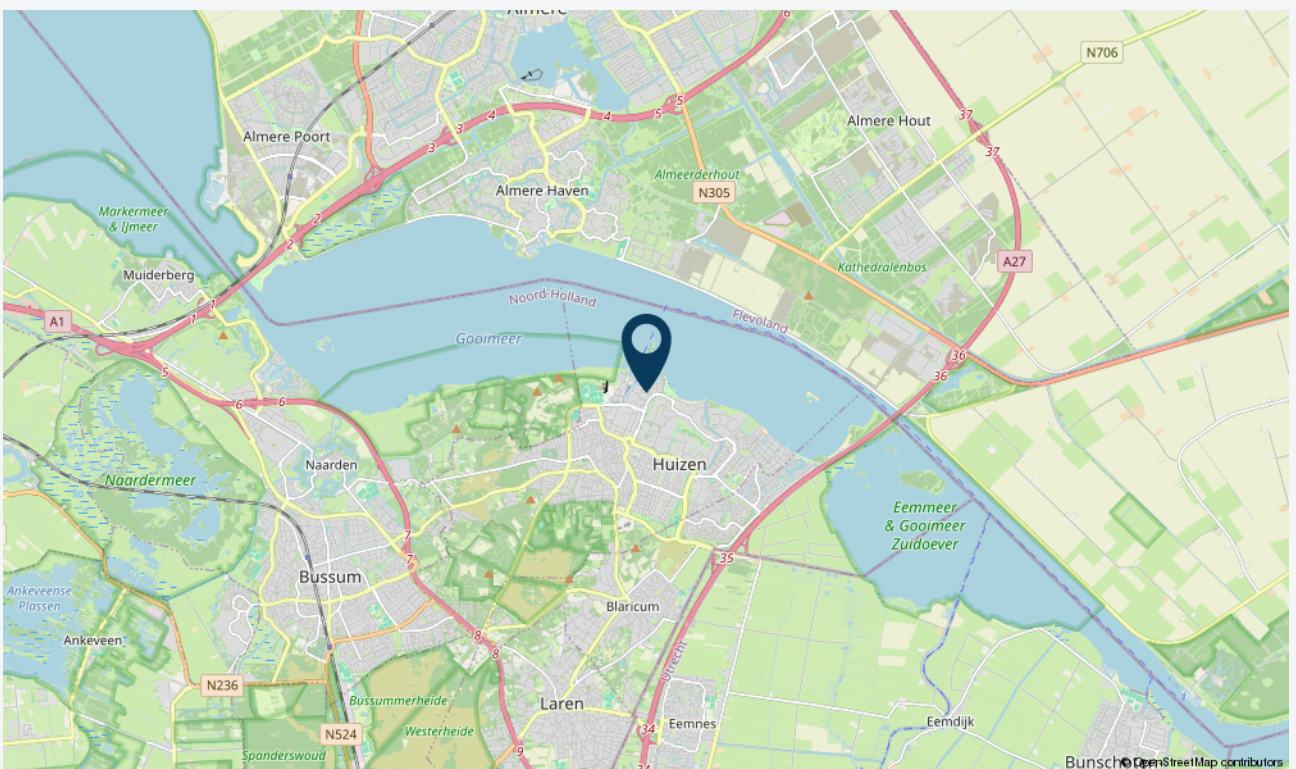 Almere
N706
37
Almere Hout
6
5
4
4
5
3
3
37
Almere Poort
Almeerderhout
N305
Almere Haven
2
2
Markermeer
& IJmeer
A27
Kathedralenbos
Muiderberg
Noord-Holland
Flevoland
1
1
A1
Gooimeer
36
36
5
6
6
Naarden
Huizen
Naardermeer
Eemmeer
& Gooimeer
Zuidoever
7
7
35
Bussum
Ankeveense
Plassen
Blaricum
8
8
Ankeveen
Utrecht
N236
Bussummerheide
Laren
Westerheide
Emnes
Eemdijk
N524
34
Spanderswoud
9
34
© OpenStreetMap contributors